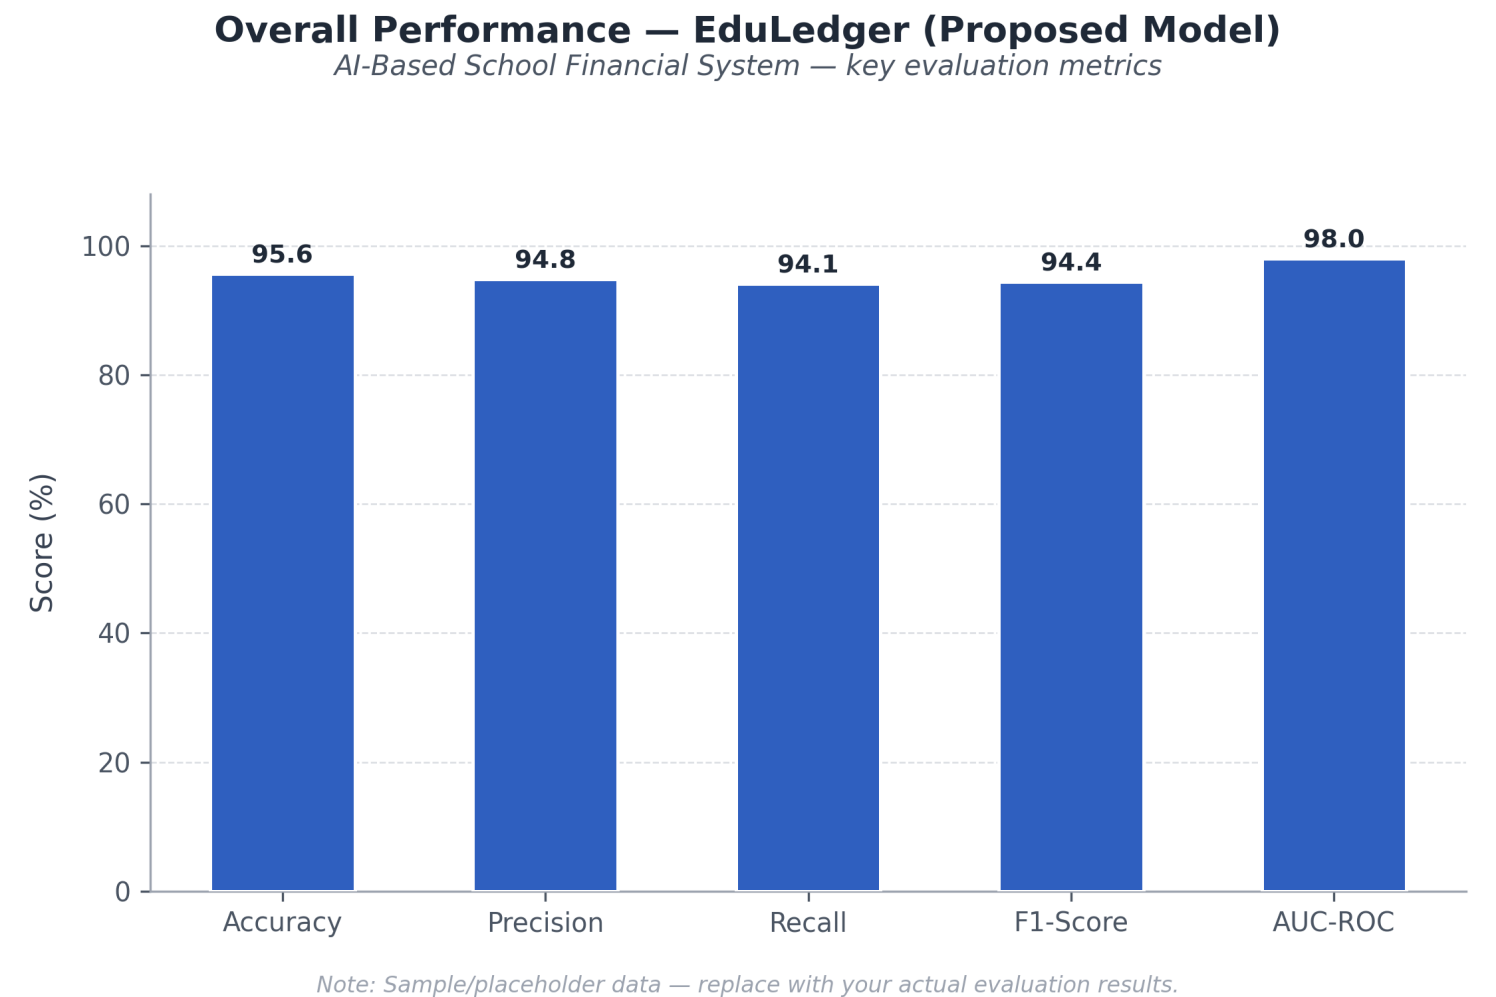 Overall Performance — EduLedger (Proposed Model)
AI-Based School Financial System — key evaluation metrics
Score (%)
100
80
60
40
20
0
95.6
94.8
94.1
94.4
98.0
Accuracy
Precision
Recall
F1-Score
AUC-ROC
Note: Sample/placeholder data — replace with your actual evaluation results.